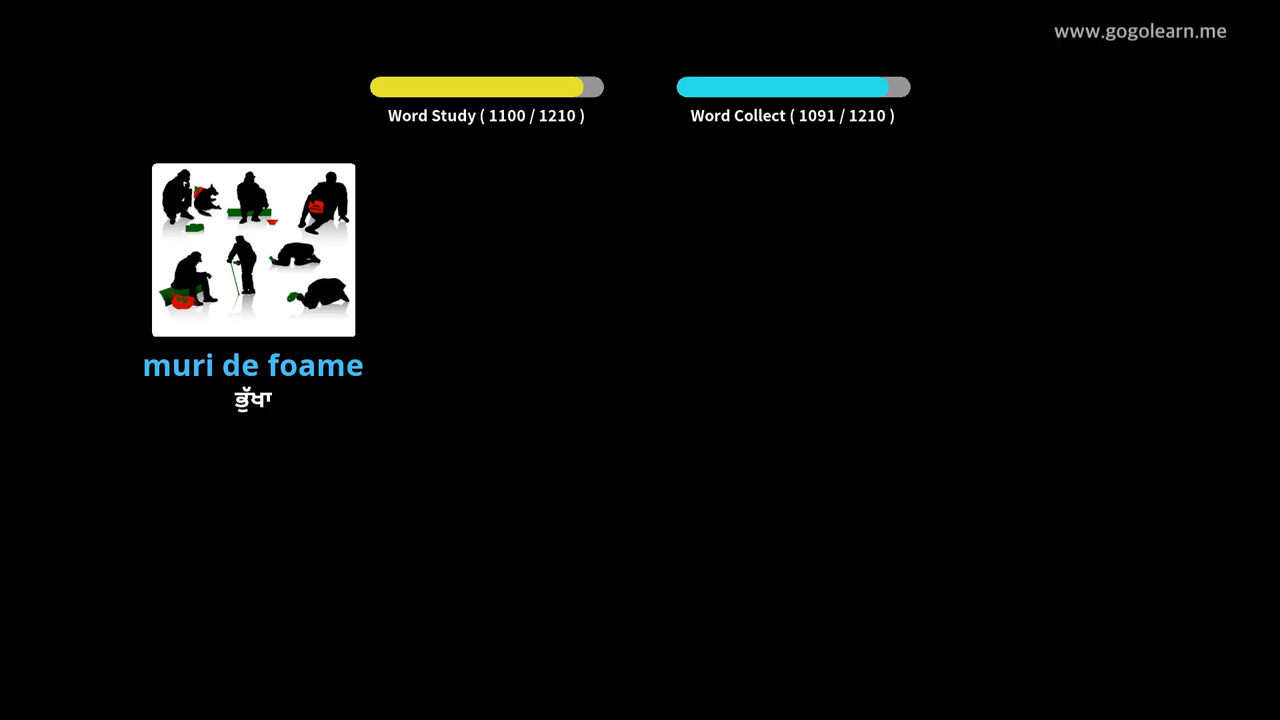 www.gogolearn.me
Word Study ( 1100 / 1210 )
Word Collect ( 1091 / 1210 )
muri de foame
ਭੁੱਖਾ